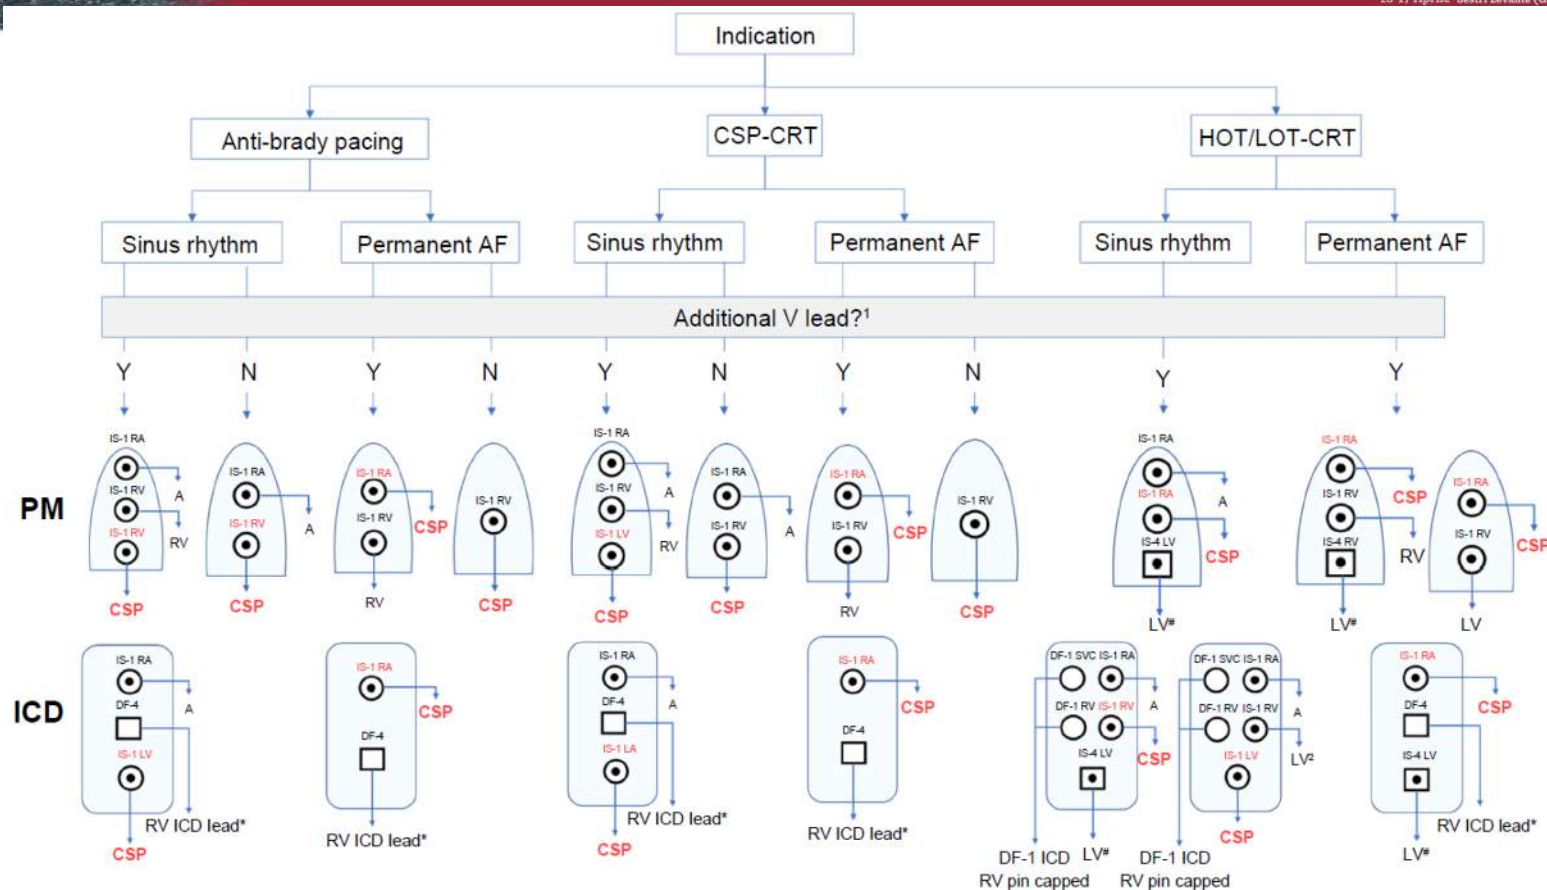 Indication
Anti-brady pacing
CSP-CRT
HOT/LOT-CRT
Sinus rhythm
Permanent AF
Sinus rhythm
Permanent AF
Sinus rhythm
Permanent AF
Additional V lead?¹
Y
N
Y
N
Y
N
Y
N
Y
Y
PM
IS-1 RA
A
IS-1 RV
RV
IS-1 RV
CSP
IS-1 RA
A
IS-1 RV
CSP
IS-1 RA
CSP
IS-1 RV
RV
IS-1 RV
CSP
IS-1 RA
A
IS-1 RV
RV
IS-1 LV
CSP
IS-1 RA
A
IS-1 RV
CSP
IS-1 RA
CSP
IS-1 RV
RV
IS-1 RV
CSP
IS-1 RA
A
IS-1 RA
CSP
IS-4 LV
LV#
IS-1 RA
CSP
IS-1 RV
RV
IS-4 RV
LV#
IS-1 RA
CSP
IS-1 RV
LV
ICD
IS-1 RA
A
DF-4
RV ICD lead*
IS-1 LV
CSP
IS-1 RA
CSP
DF-4
RV ICD lead*
IS-1 RA
A
DF-4
RV ICD lead*
IS-1 LA
CSP
IS-1 RA
CSP
DF-4
RV ICD lead*
DF-1 SVC IS-1 RA
A
DF-1 RV IS-1 RV
CSP
IS-4 LV
LV#
DF-1 ICD
RV pin capped
DF-1 SVC IS-1 RA
A
DF-1 RV IS-1 RV
LV²
IS-1 LV
CSP
DF-1 ICD
RV pin capped
IS-1 RA
CSP
DF-4
RV ICD lead*
IS-4 LV
LV#